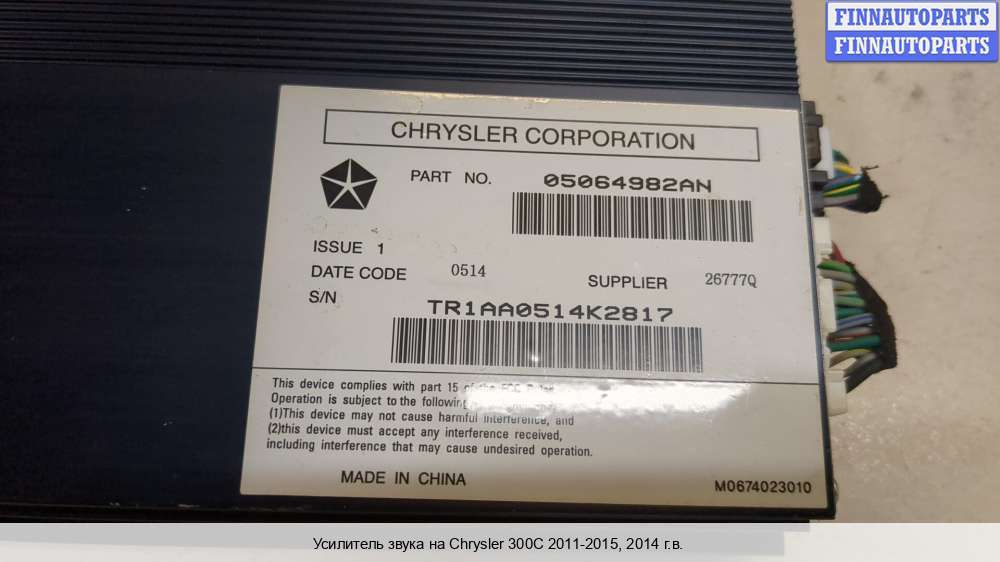 FINNAUTOPARTS
FINNAUTOPARTS
CHRYSLER CORPORATION
PART NO. 05064982AN
ISSUE 1
DATE CODE 0514 SUPPLIER 26777Q
S/N TR1AA0514K2817
This device complies with part 15 of the FCC
Operation is subject to the following
(1)This device may not cause harmful interference, and
(2)this device must accept any interference received,
including interference that may cause undesired operation.
MADE IN CHINA
M0674023010
Усилитель звука на Chrysler 300C 2011-2015, 2014 г.в.